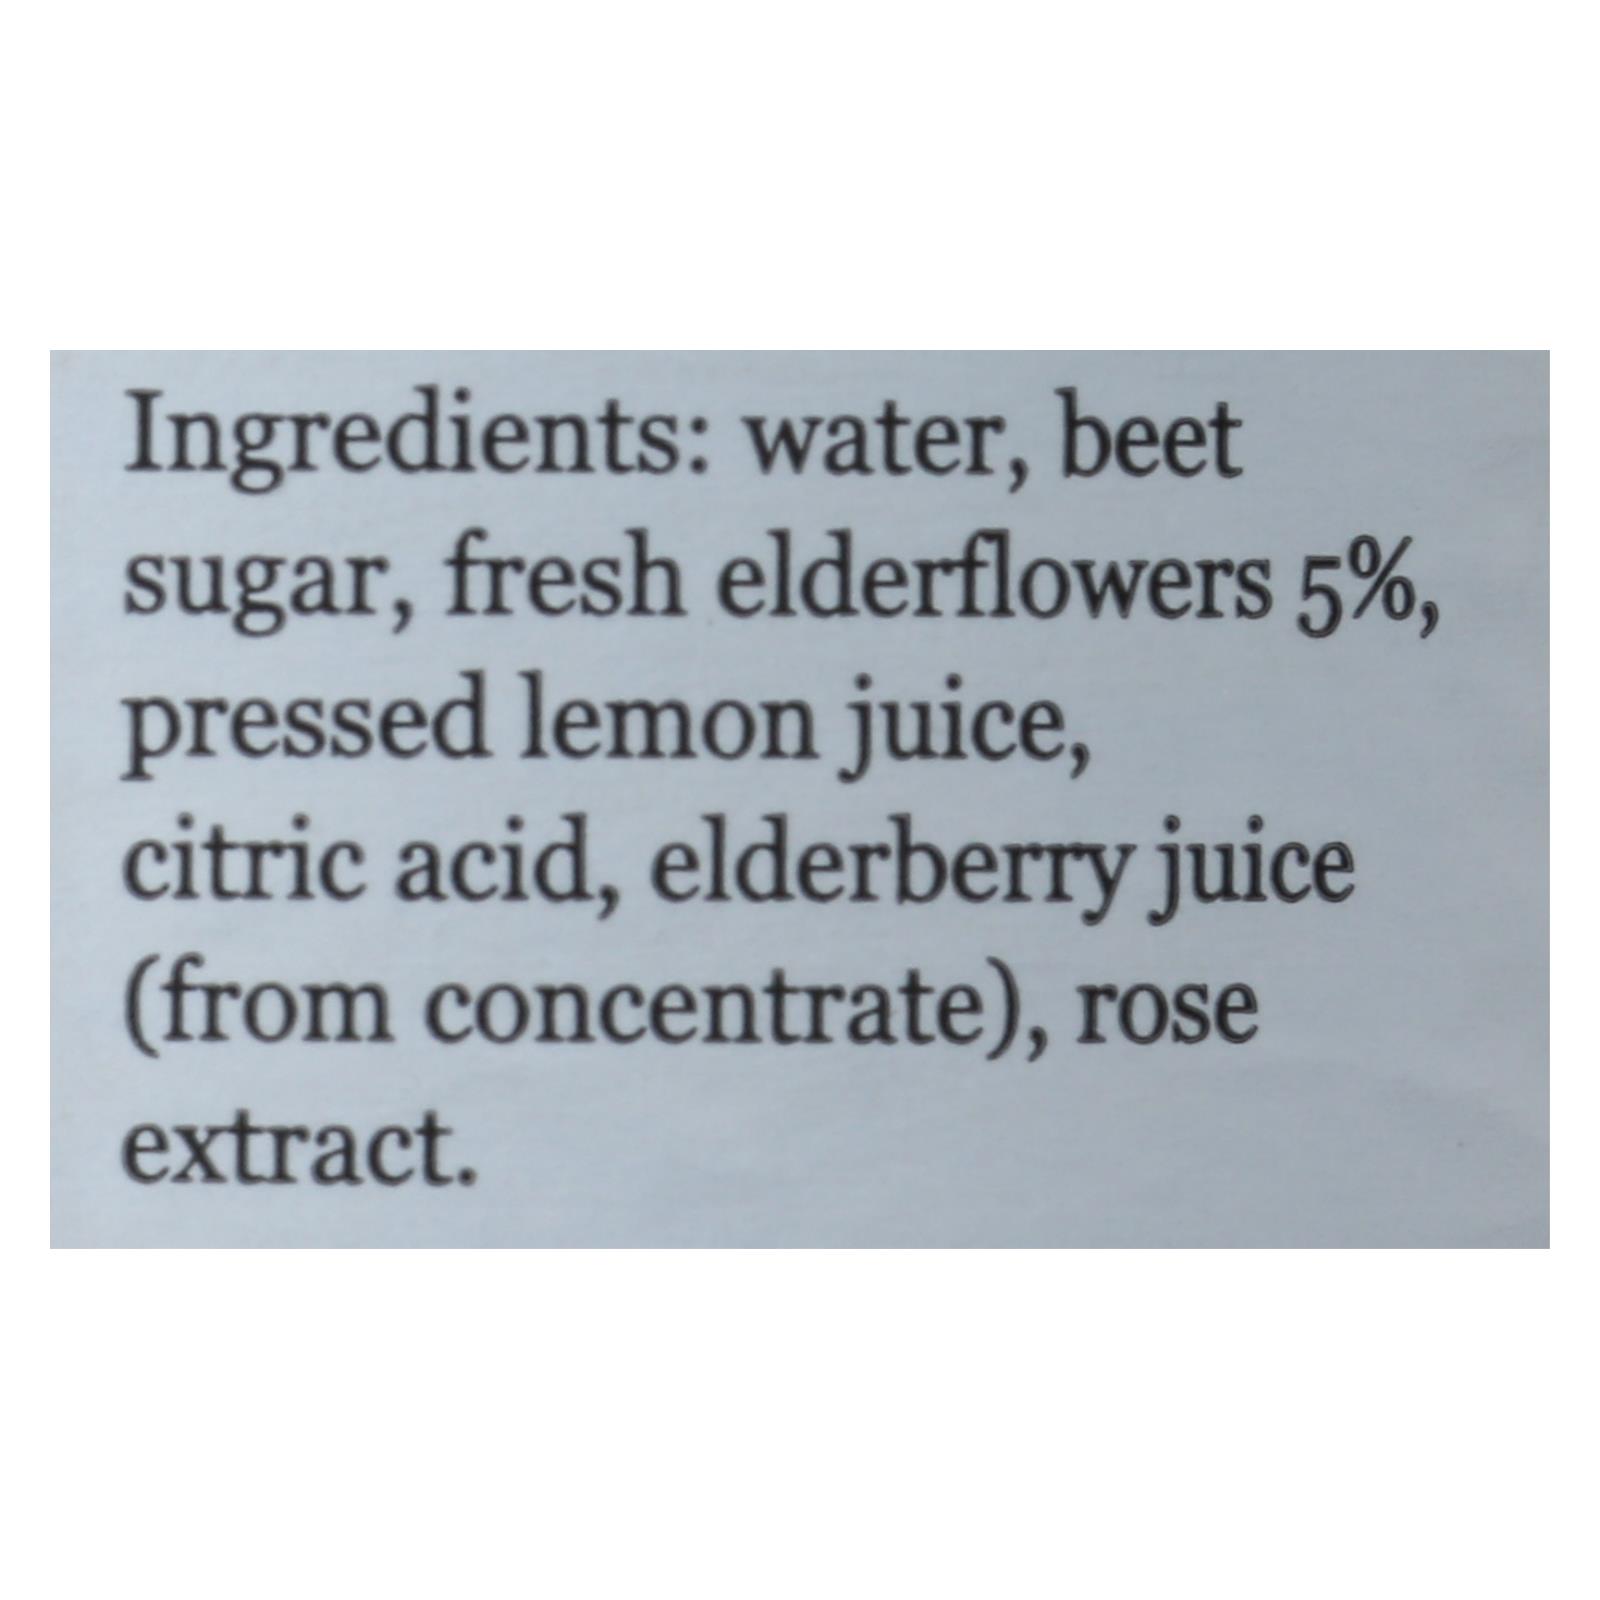 Ingredients: water, beet
sugar, fresh elderflowers 5%,
pressed lemon juice,
citric acid, elderberry juice
(from concentrate), rose
extract.